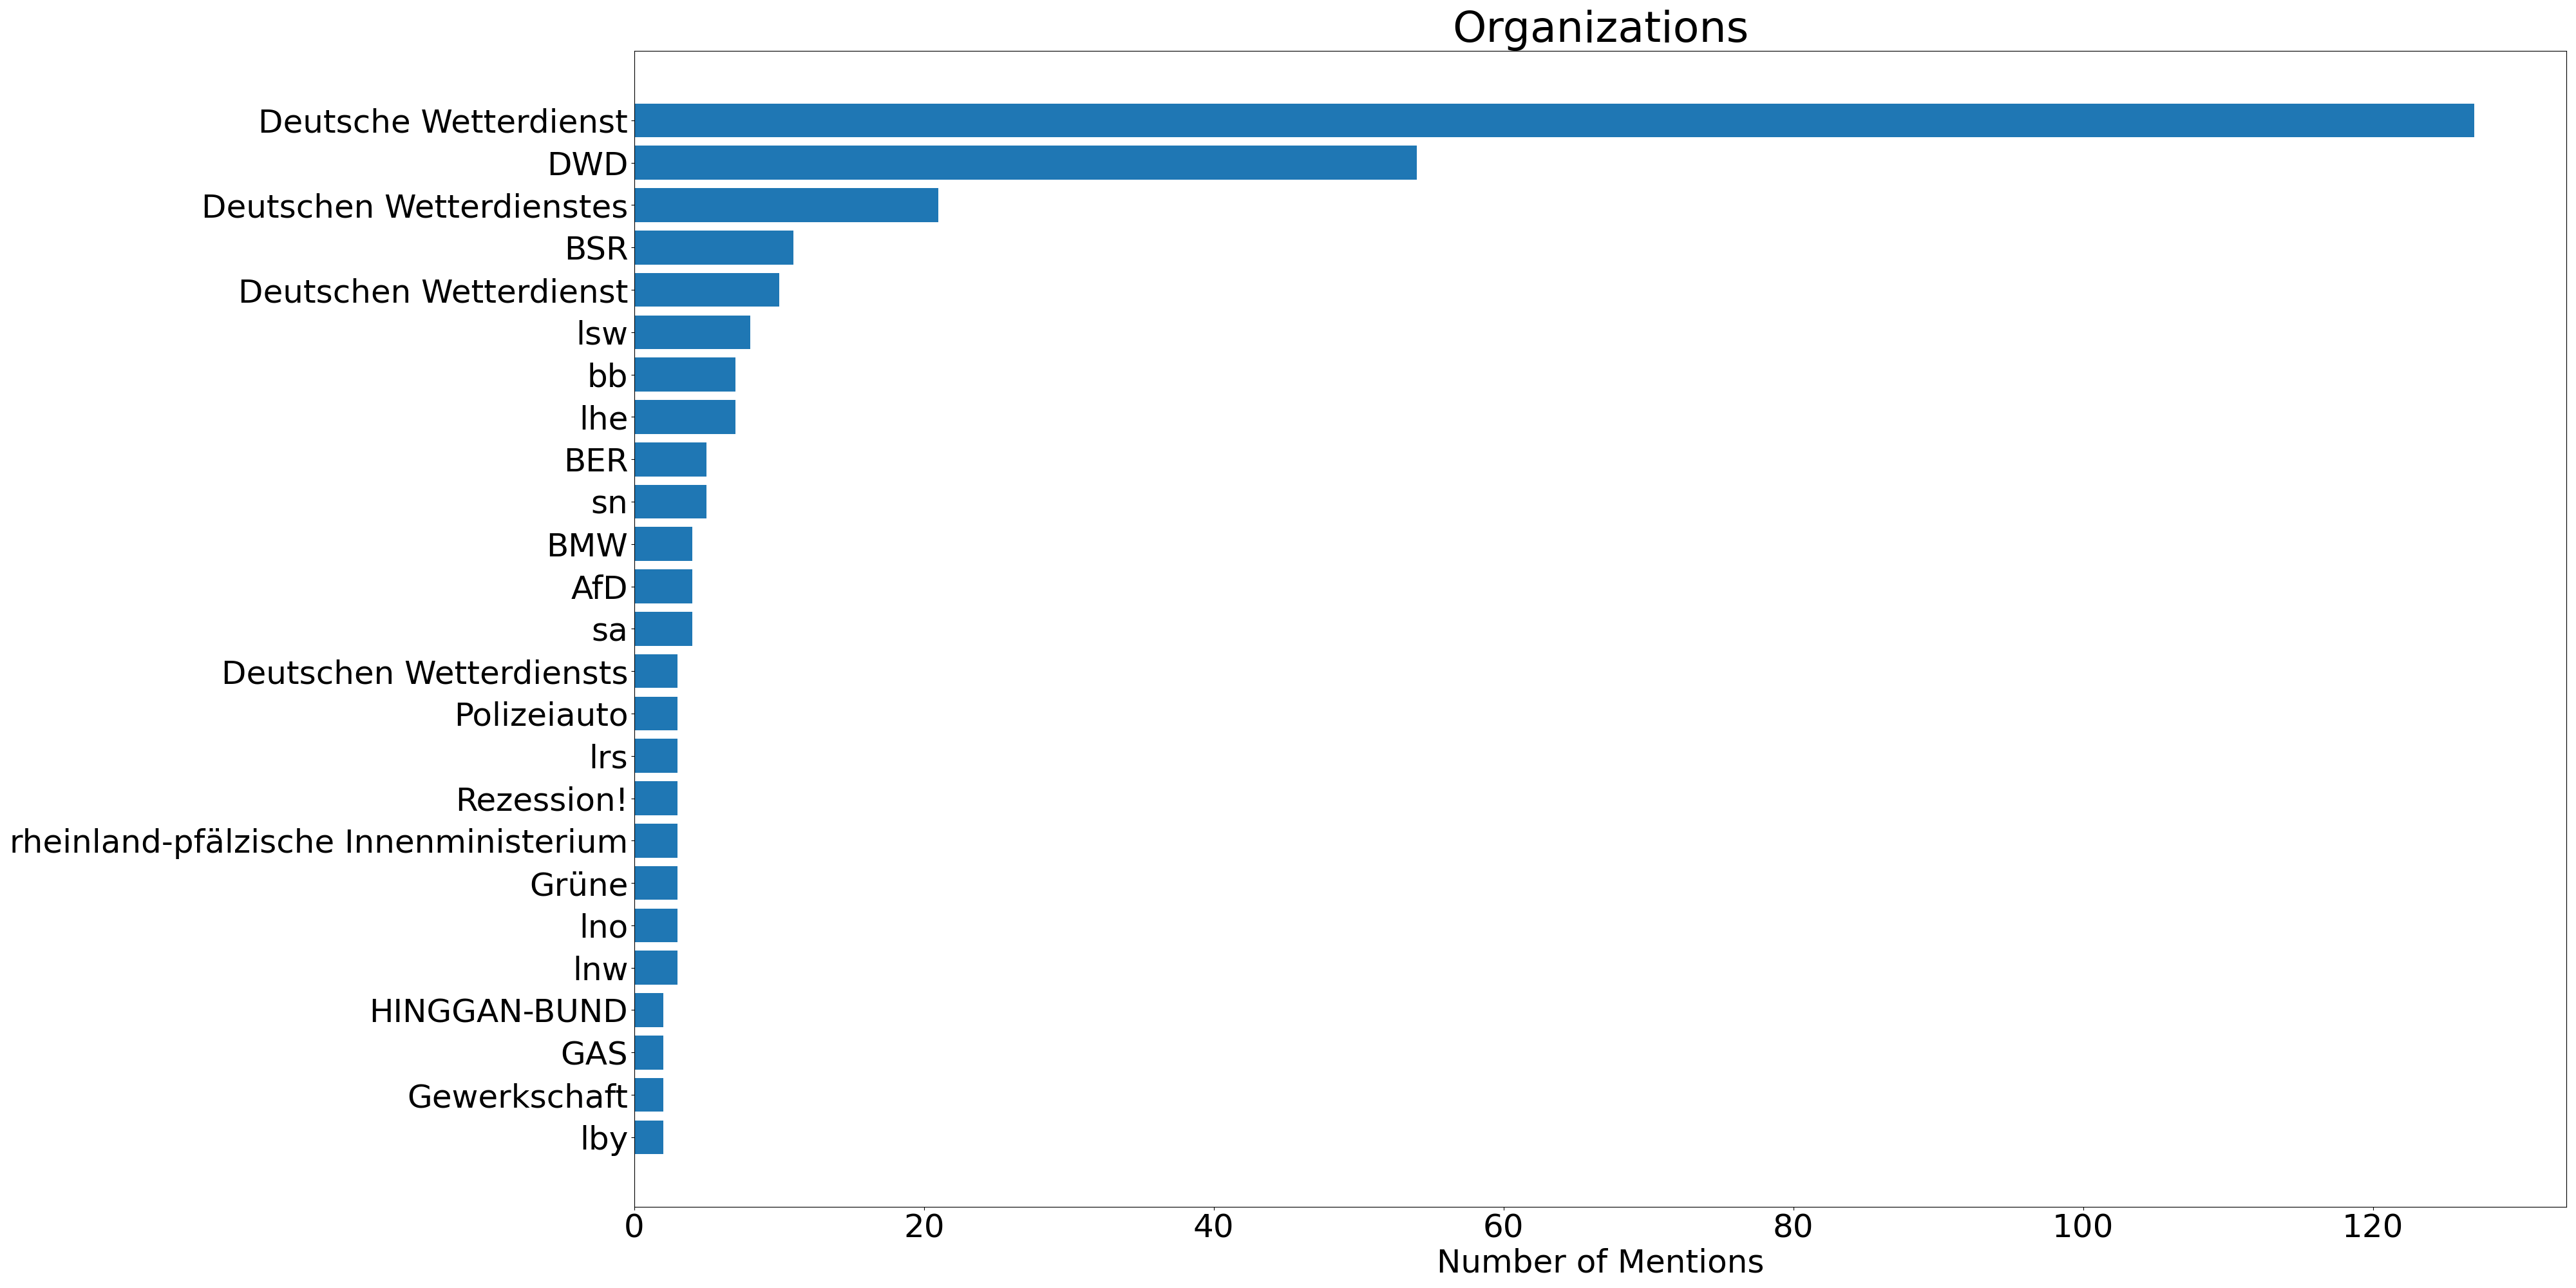 Organizations
Deutsche Wetterdienst
DWD
Deutschen Wetterdienstes
BSR
Deutschen Wetterdienst
lsw
bb
lhe
BER
sn
BMW
AfD
sa
Deutschen Wetterdiensts
Polizeiauto
lrs
Rezession!
rheinland-pfälzische Innenministerium
Grüne
lno
lnw
HINGGAN-BUND
GAS
Gewerkschaft
lby
0 20 40 60 80 100 120
Number of Mentions